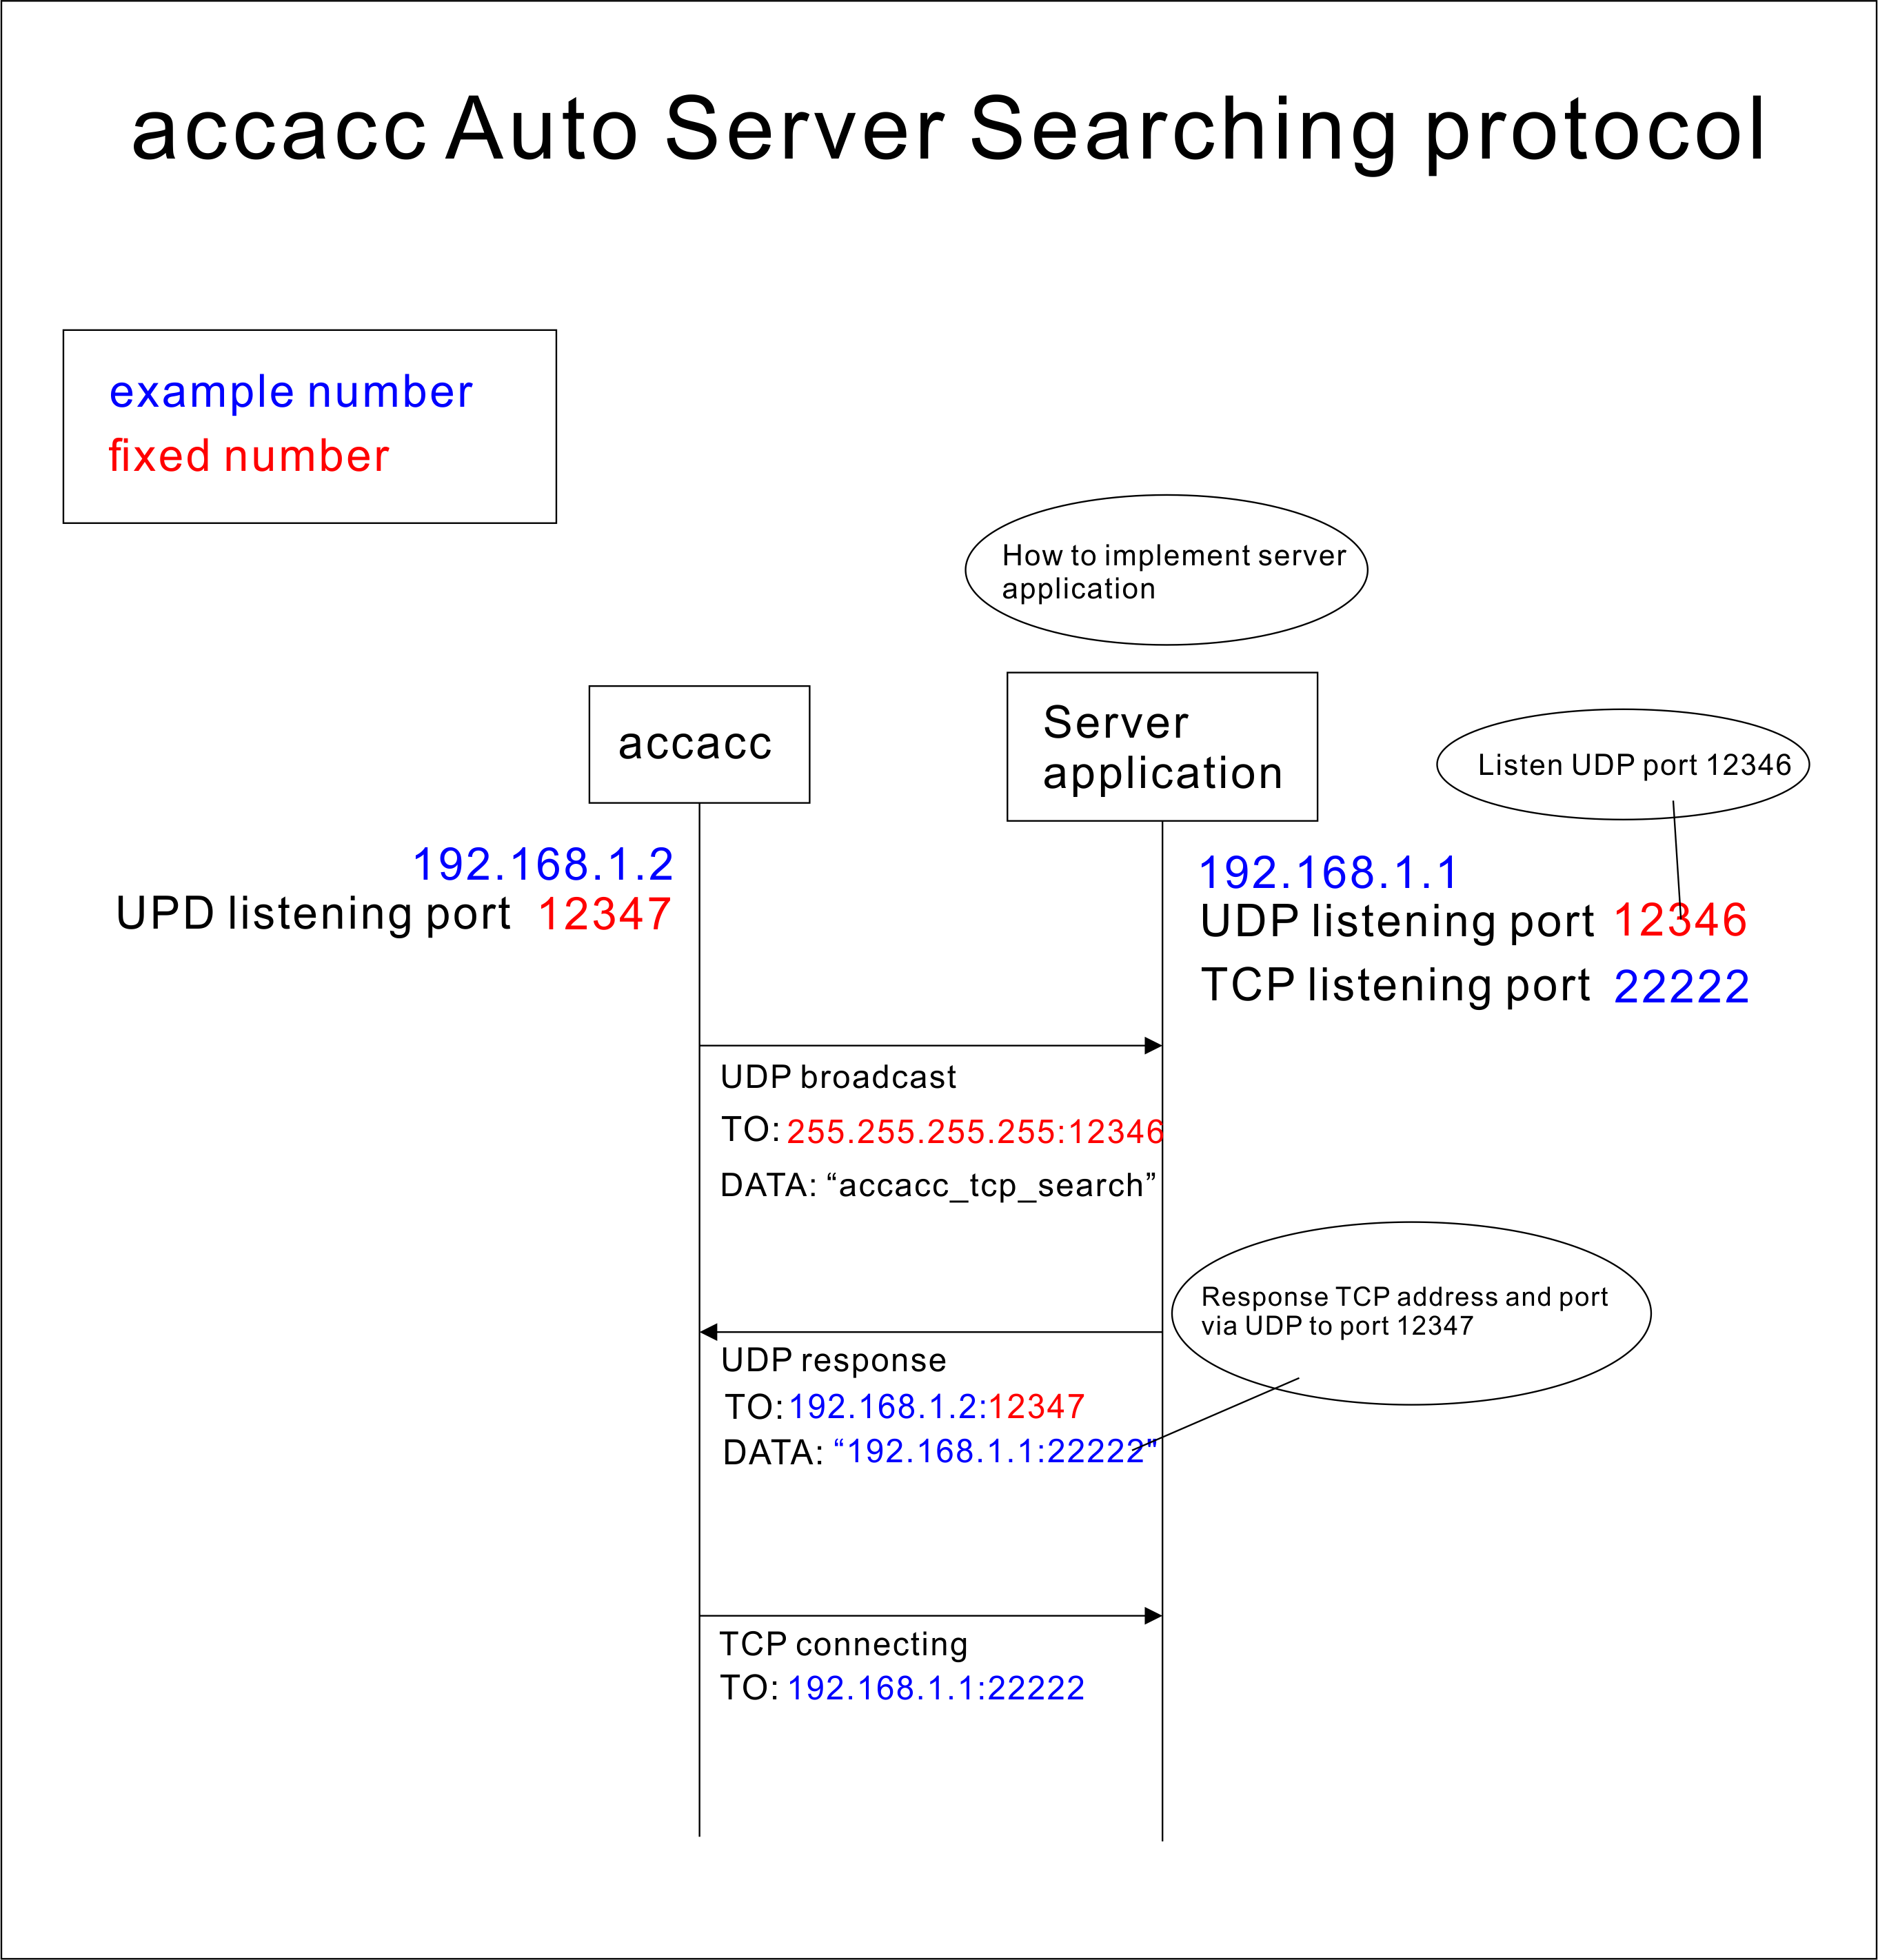 accacc Auto Server Searching protocol
example number
fixed number
How to implement server
application
accacc
Server
application
Listen UDP port 12346
192.168.1.2
UPD listening port 12347
192.168.1.1
UDP listening port 12346
TCP listening port 22222
UDP broadcast
TO: 255.255.255.255:12346
DATA: “accacc_tcp_search”
Response TCP address and port
via UDP to port 12347
UDP response
TO: 192.168.1.2:12347
DATA: “192.168.1.1:22222"
TCP connecting
TO: 192.168.1.1:22222